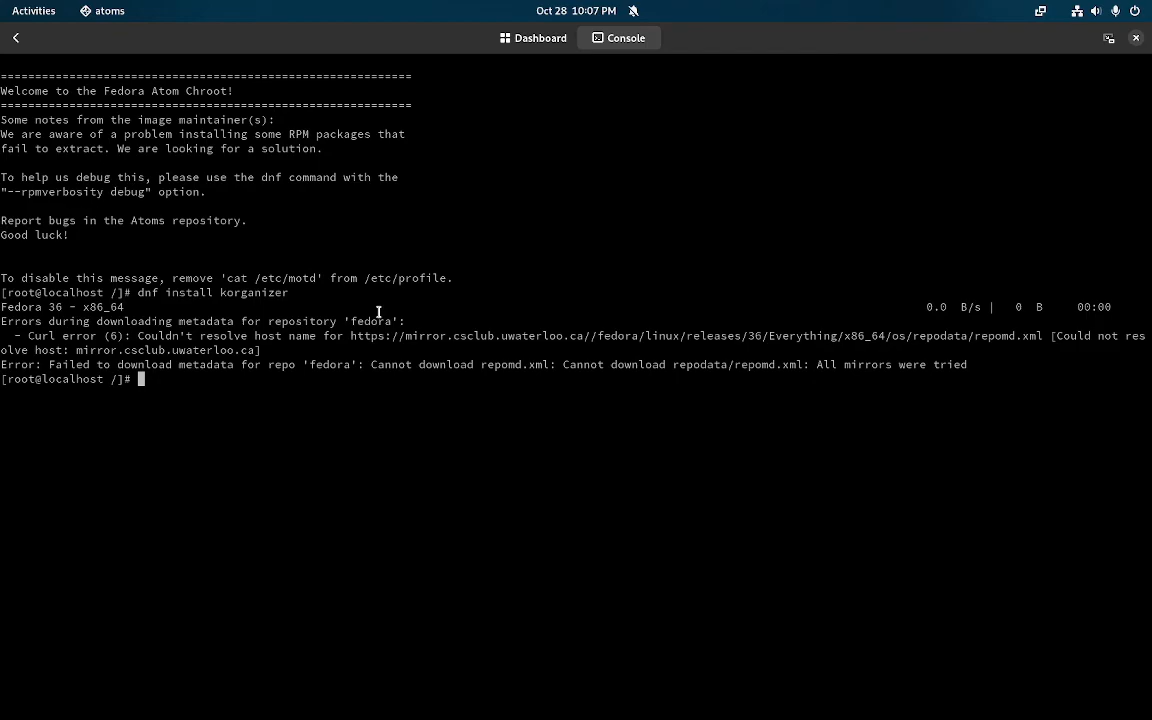 Activities atoms Oct 28 10:07 PM
Dashboard Console
============================================================
Welcome to the Fedora Atom Chroot!
============================================================
Some notes from the image maintainer(s):
We are aware of a problem installing some RPM packages that
fail to extract. We are looking for a solution.
To help us debug this, please use the dnf command with the
"--rpmverbosity debug" option.
Report bugs in the Atoms repository.
Good luck!
To disable this message, remove 'cat /etc/motd' from /etc/profile.
[root@localhost /]# dnf install korganizer
Fedora 36 - x86_64 0.0 B/s | 0 B 00:00
Errors during downloading metadata for repository 'fedora':
- Curl error (6): Couldn't resolve host name for https://mirror.csclub.uwaterloo.ca//fedora/linux/releases/36/Everything/x86_64/os/repodata/repomd.xml [Could not res
olve host: mirror.csclub.uwaterloo.ca]
Error: Failed to download metadata for repo 'fedora': Cannot download repomd.xml: Cannot download repodata/repomd.xml: All mirrors were tried
[root@localhost /]#